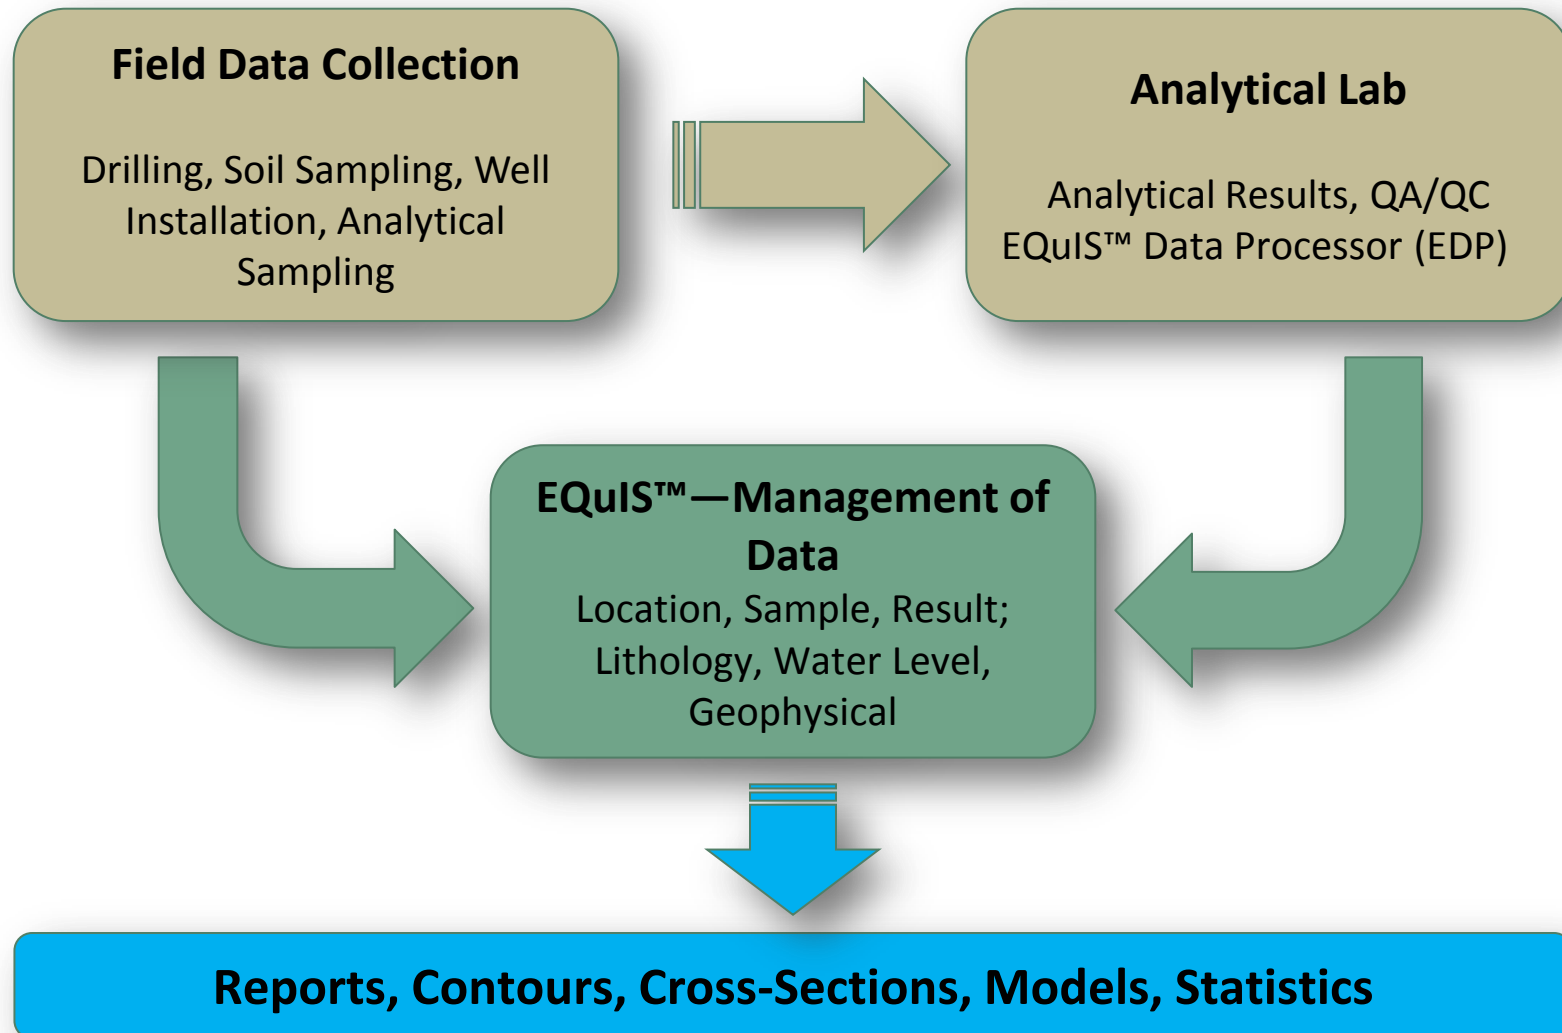 Field Data Collection
Drilling, Soil Sampling, Well
Installation, Analytical
Sampling
Analytical Lab
Analytical Results, QA/QC
EQuIS™ Data Processor (EDP)
EQuIS™—Management of
Data
Location, Sample, Result;
Lithology, Water Level,
Geophysical
Reports, Contours, Cross-Sections, Models, Statistics